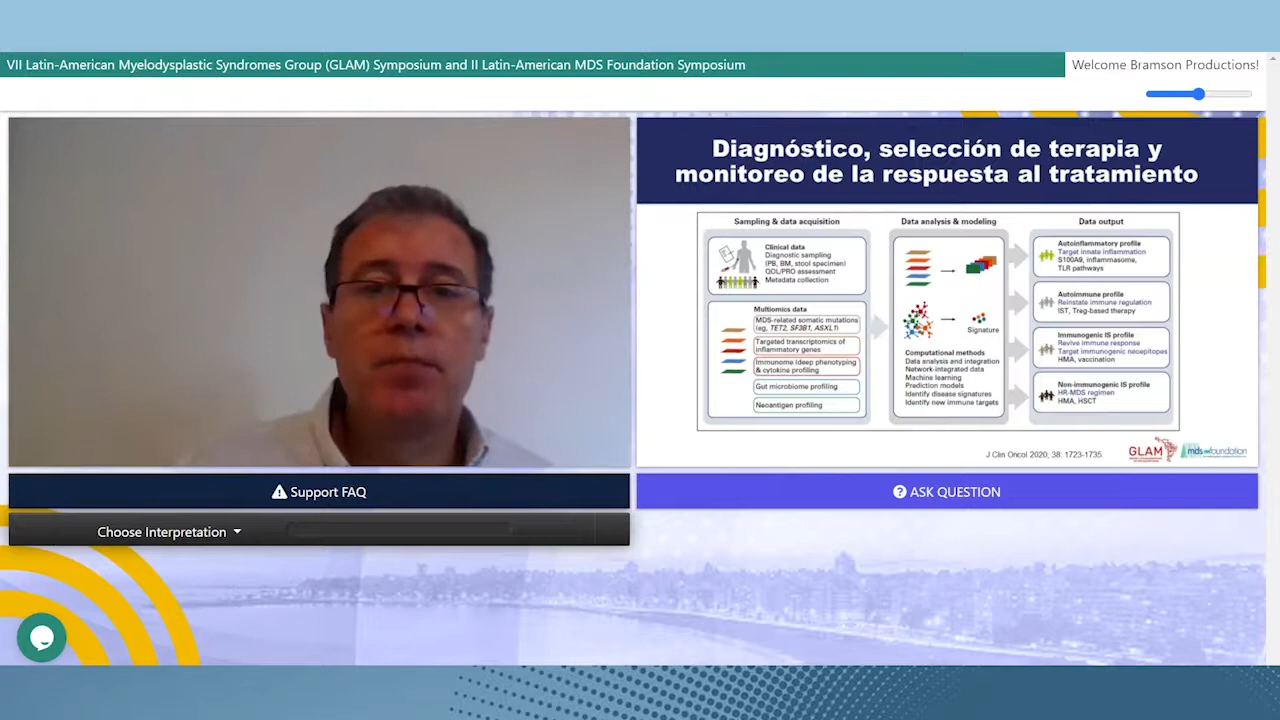 VII Latin-American Myelodysplastic Syndromes Group (GLAM) Symposium and II Latin-American MDS Foundation Symposium
Welcome Bramson Productions!
Diagnóstico, selección de terapia y
monitoreo de la respuesta al tratamiento
Sampling & data acquisition
Clinical data
Diagnostic sampling
(PB, BM, stool specimen)
QOL/PRO assessment
Metadata collection
Multiomics data
MDS-related somatic mutations
(eg, TET2, SF3B1, ASXL1)
Targeted transcriptomics of
inflammatory genes
Immunome (deep phenotyping
& cytokine profiling)
Gut microbiome profiling
Neoantigen profiling
Data analysis & modeling
Signature
Computational methods
Data analysis and integration
Network-integrated data
Machine learning
Prediction models
Identify disease signatures
Identify new immune targets
Data output
Autoinflammatory profile
Target innate inflammation
S100A9, inflammasome,
TLR pathways
Autoimmune profile
Reinstate immune regulation
IST, Treg-based therapy
Immunogenic IS profile
Revive immune response
Target immunogenic neoepitopes
HMA, vaccination
Non-immunogenic IS profile
HR-MDS regimen
HMA, HSCT
J Clin Oncol 2020, 38: 1723-1735.
GLAM
mds foundation
Support FAQ
ASK QUESTION
Choose Interpretation